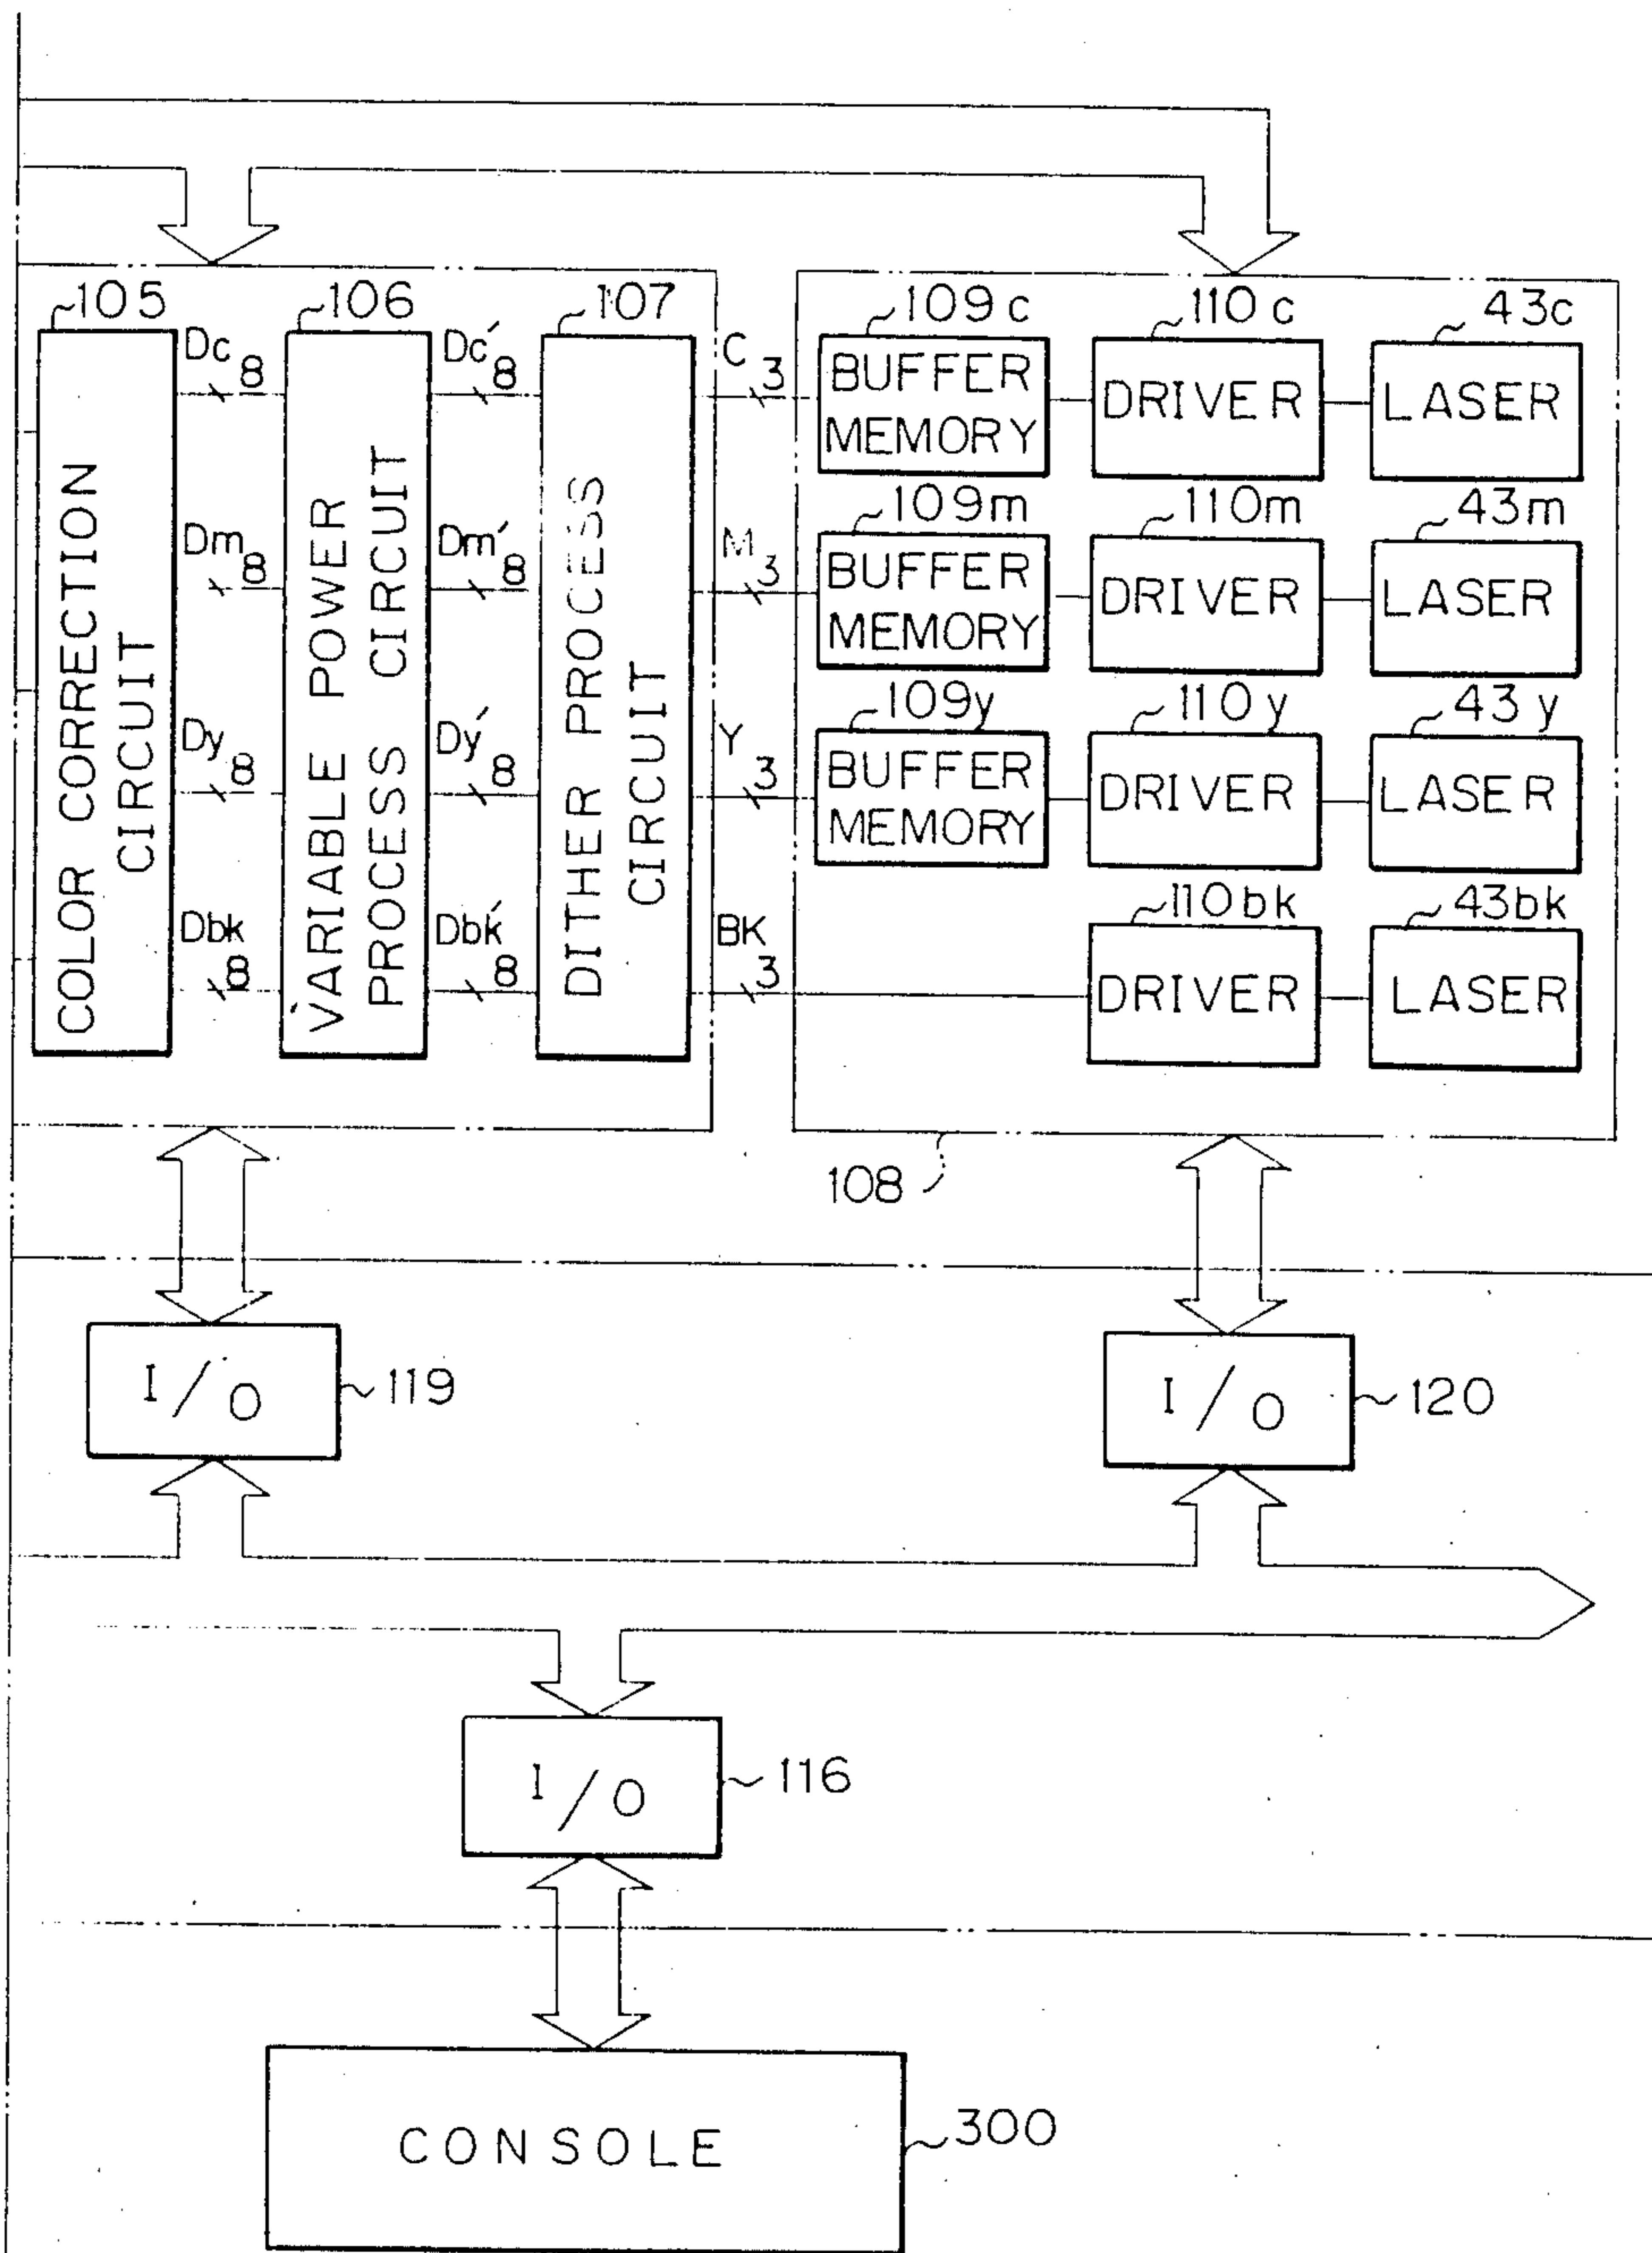 105
106
107
109c
110c
43c
COLOR CORRECTION
CIRCUIT
Dc 8
Dm 8
Dy 8
Dbk 8
VARIABLE POWER
PROCESS CIRCUIT
Dc' 8
Dm' 8
Dy' 8
Dbk' 8
DITHER PROCESS
CIRCUIT
C 3
M 3
Y 3
BK 3
BUFFER
MEMORY
DRIVER
LASER
109m
110m
43m
BUFFER
MEMORY
DRIVER
LASER
109y
110y
43y
BUFFER
MEMORY
DRIVER
LASER
110bk
43bk
DRIVER
LASER
108
I/O
119
I/O
120
I/O
116
CONSOLE
300